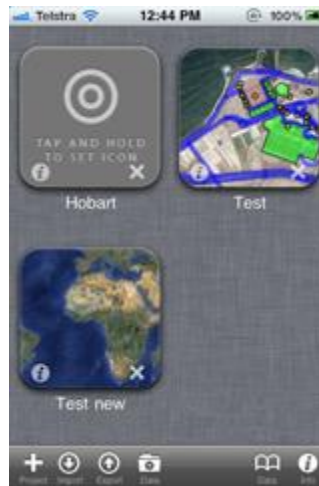 Telstra 12:44 PM 100%
TAP AND HOLD
TO SET ICON
Hobart
Test
Test new
Project Import Export Data Data Info